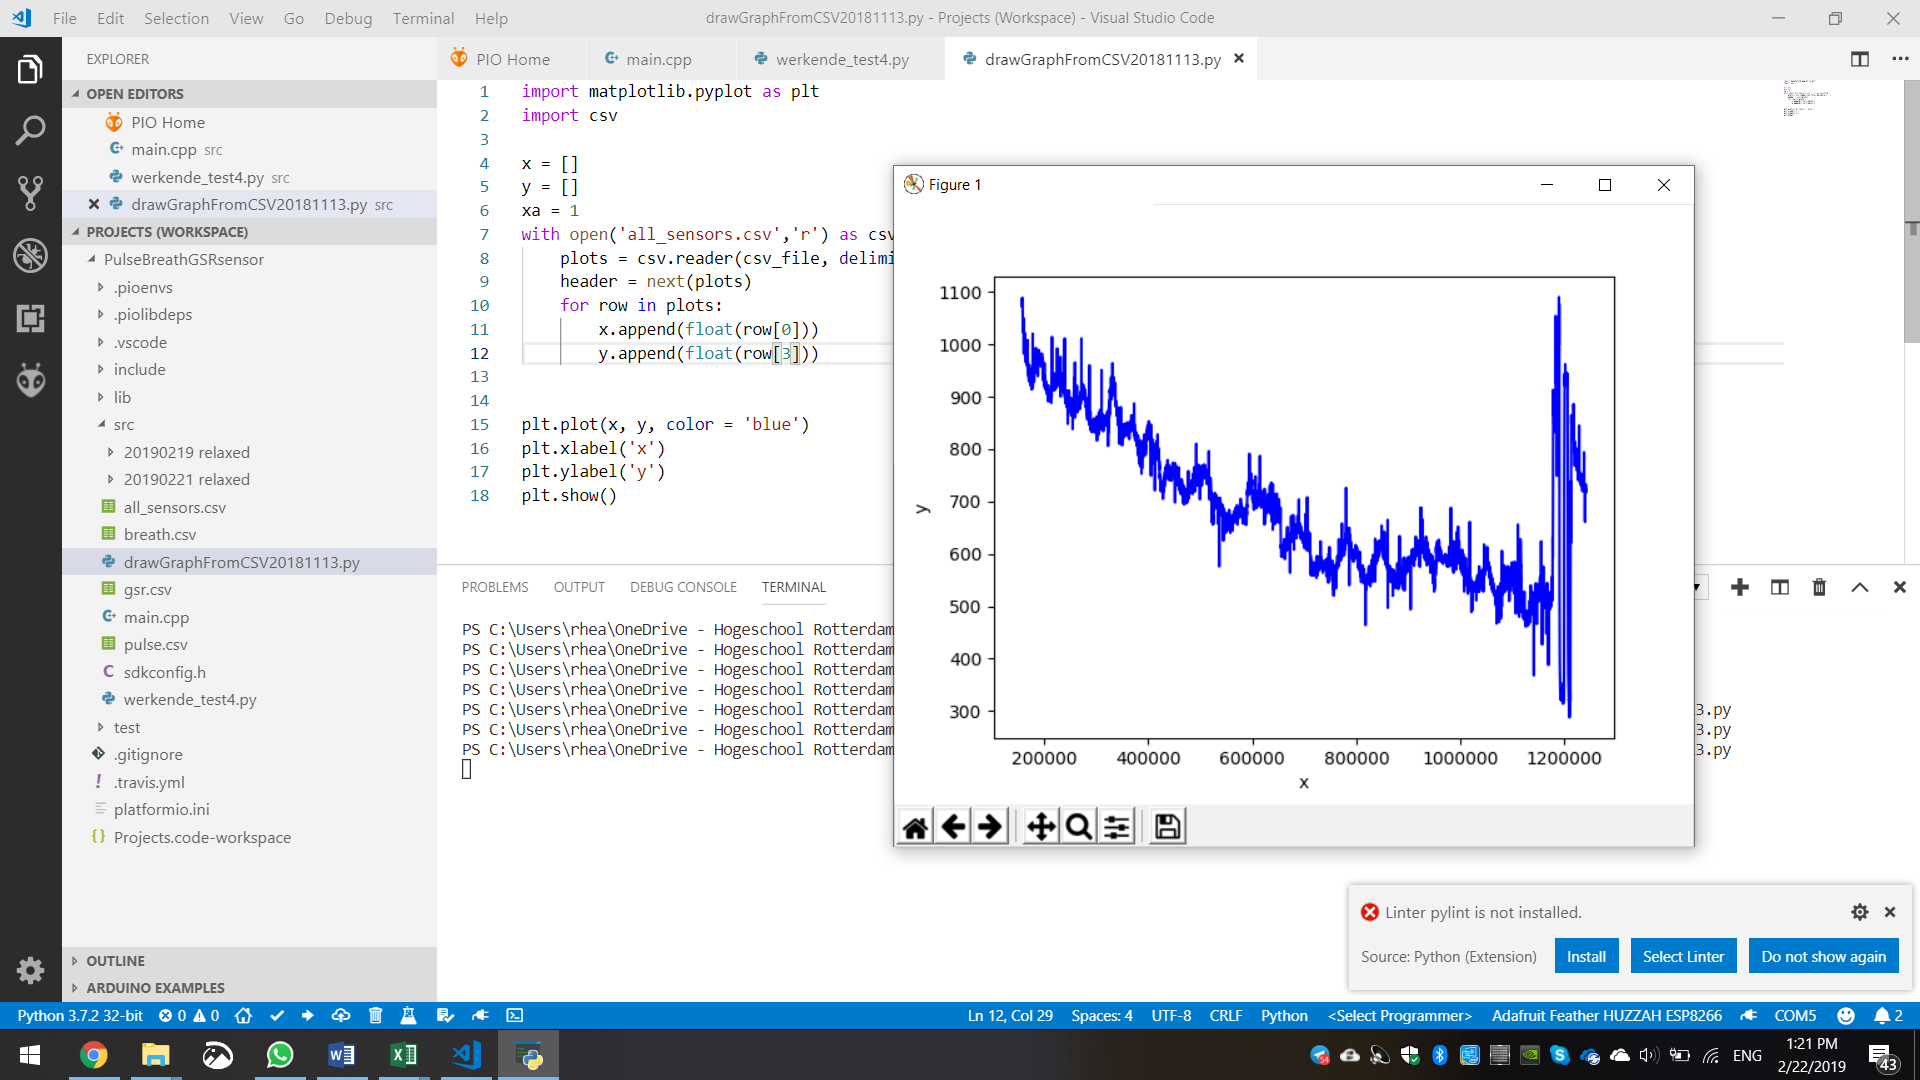 File Edit Selection View Go Debug Terminal Help
drawGraphFromCSV20181113.py - Projects (Workspace) - Visual Studio Code
EXPLORER
OPEN EDITORS
PIO Home
main.cpp src
werkende_test4.py src
drawGraphFromCSV20181113.py src
PROJECTS (WORKSPACE)
PulseBreathGSRsensor
.pioenvs
.piolibdeps
.vscode
include
lib
src
20190219 relaxed
20190221 relaxed
all_sensors.csv
breath.csv
drawGraphFromCSV20181113.py
gsr.csv
main.cpp
pulse.csv
sdkconfig.h
werkende_test4.py
test
.gitignore
.travis.yml
platformio.ini
Projects.code-workspace
OUTLINE
ARDUINO EXAMPLES
PIO Home main.cpp werkende_test4.py drawGraphFromCSV20181113.py
1 import matplotlib.pyplot as plt
2 import csv
3
4 x = []
5 y = []
6 xa = 1
7 with open('all_sensors.csv','r') as csv
8 plots = csv.reader(csv_file, delimi
9 header = next(plots)
10 for row in plots:
11 x.append(float(row[0]))
12 y.append(float(row[3]))
13
14
15 plt.plot(x, y, color = 'blue')
16 plt.xlabel('x')
17 plt.ylabel('y')
18 plt.show()
PROBLEMS OUTPUT DEBUG CONSOLE TERMINAL
PS C:\Users\rhea\OneDrive - Hogeschool Rotterdam
PS C:\Users\rhea\OneDrive - Hogeschool Rotterdam
PS C:\Users\rhea\OneDrive - Hogeschool Rotterdam
PS C:\Users\rhea\OneDrive - Hogeschool Rotterdam
PS C:\Users\rhea\OneDrive - Hogeschool Rotterdam 3.py
PS C:\Users\rhea\OneDrive - Hogeschool Rotterdam 3.py
PS C:\Users\rhea\OneDrive - Hogeschool Rotterdam 3.py
Figure 1
1100
1000
900
800
700
600
500
400
300
y
200000 400000 600000 800000 1000000 1200000
x
Linter pylint is not installed.
Source: Python (Extension) Install Select Linter Do not show again
Python 3.7.2 32-bit 0 0 Ln 12, Col 29 Spaces: 4 UTF-8 CRLF Python <Select Programmer> Adafruit Feather HUZZAH ESP8266 COM5 2
ENG
1:21 PM
2/22/2019
43